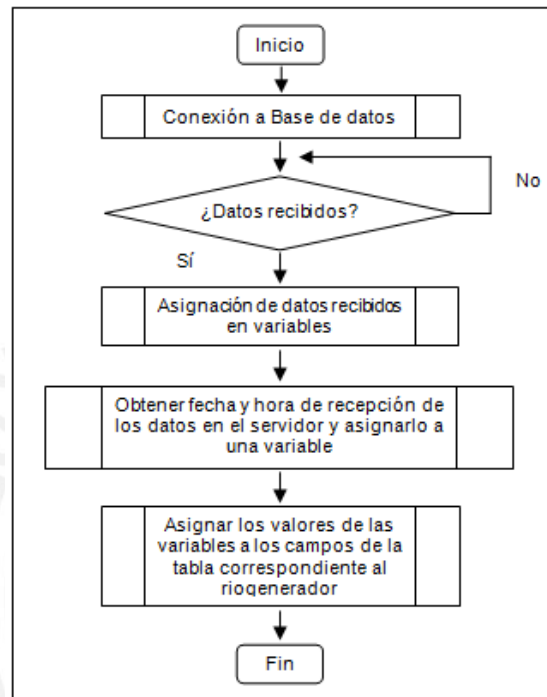 Inicio
Conexión a Base de datos
No
¿Datos recibidos?
Sí
Asignación de datos recibidos
en variables
Obtener fecha y hora de recepción de
los datos en el servidor y asignarlo a
una variable
Asignar los valores de las
variables a los campos de la
tabla correspondiente al
riogenerador
Fin